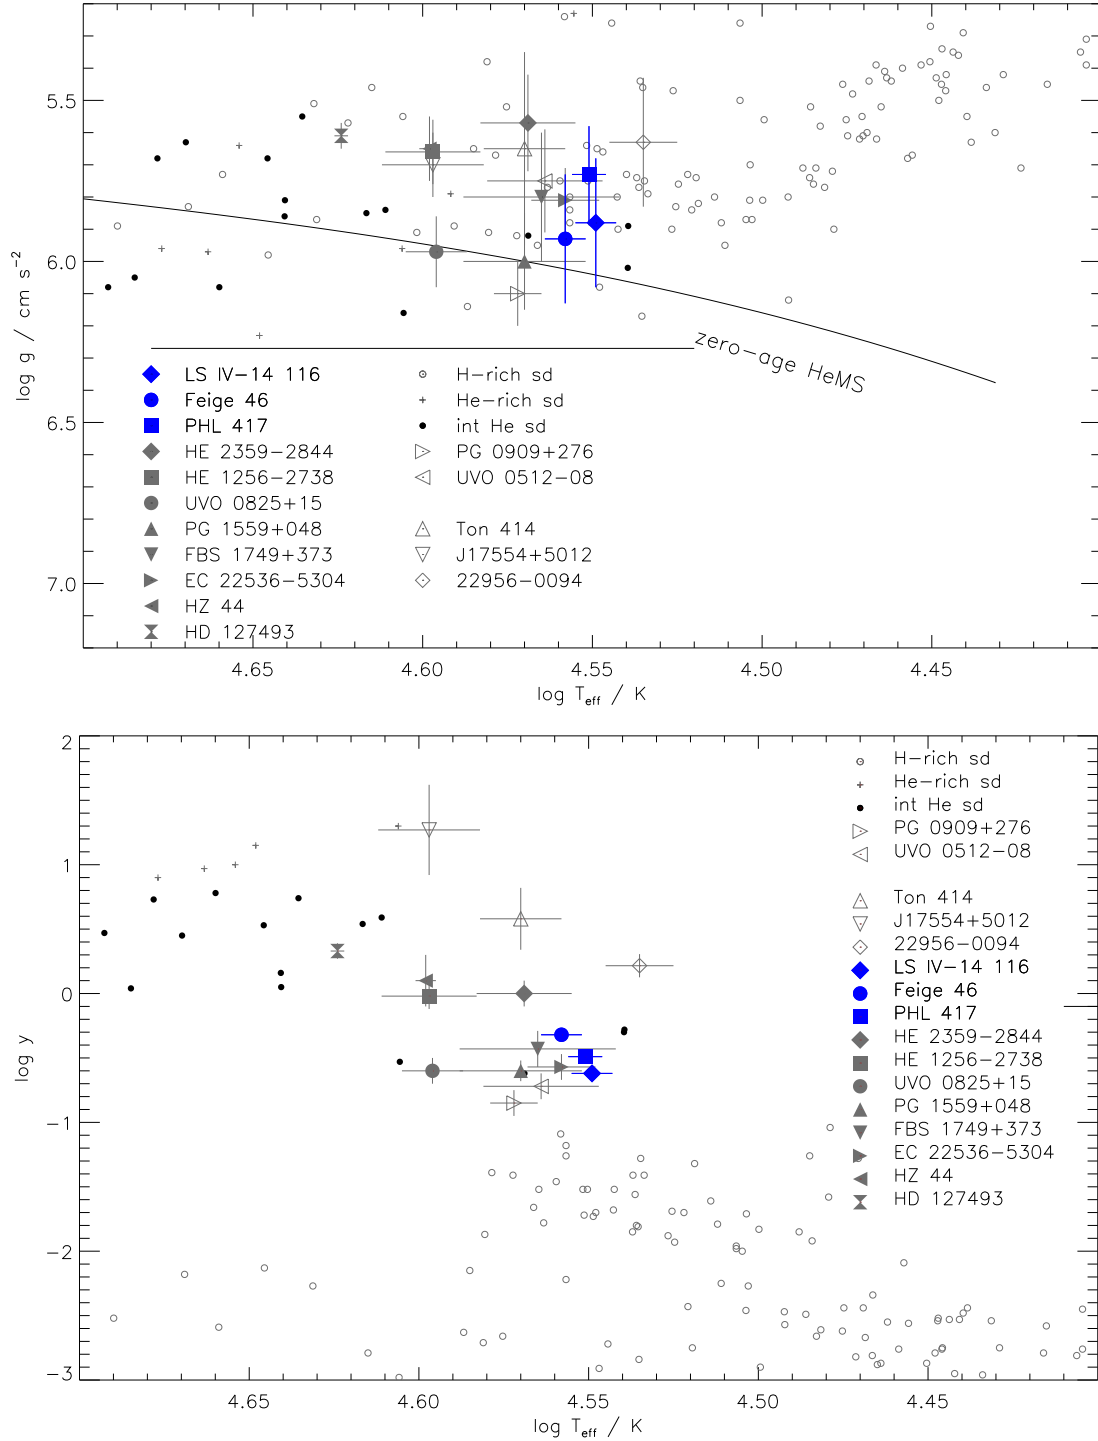 5.5
6.0
6.5
7.0
log g / cm s⁻²
zero-age HeMS
LS IV-14 116
Feige 46
PHL 417
HE 2359-2844
HE 1256-2738
UVO 0825+15
PG 1559+048
FBS 1749+373
EC 22536-5304
HZ 44
HD 127493
H-rich sd
He-rich sd
int He sd
PG 0909+276
UVO 0512-08
Ton 414
J17554+5012
22956-0094
4.65 4.60 4.55 4.50 4.45
log T_eff / K
2
1
0
-1
-2
-3
log y
H-rich sd
He-rich sd
int He sd
PG 0909+276
UVO 0512-08
Ton 414
J17554+5012
22956-0094
LS IV-14 116
Feige 46
PHL 417
HE 2359-2844
HE 1256-2738
UVO 0825+15
PG 1559+048
FBS 1749+373
EC 22536-5304
HZ 44
HD 127493
4.65 4.60 4.55 4.50 4.45
log T_eff / K